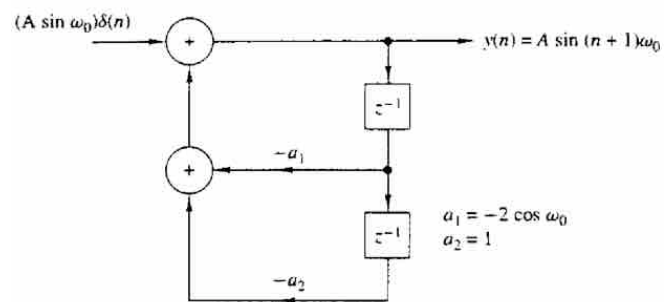 (A sin ω₀)δ(n)
+
y(n) = A sin (n + 1)ω₀
z⁻¹
+
−a₁
z⁻¹
a₁ = −2 cos ω₀
a₂ = 1
−a₂